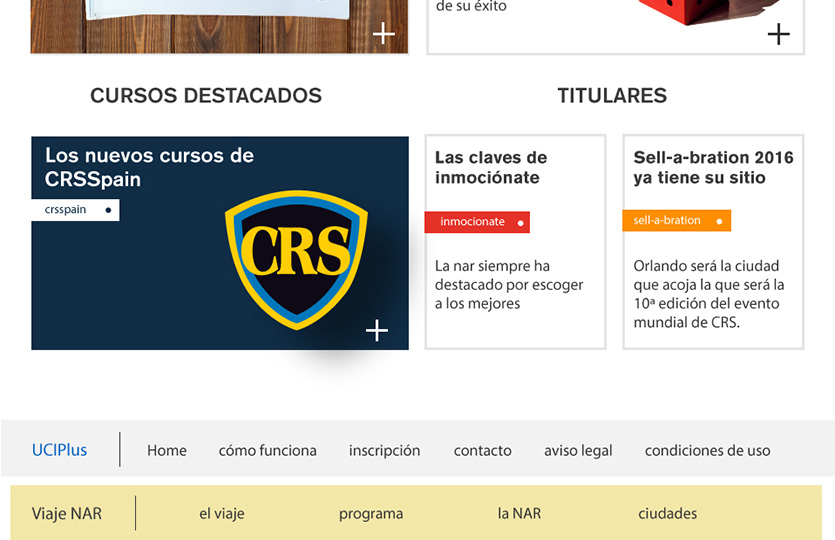 de su éxito
CURSOS DESTACADOS
Los nuevos cursos de
CRSSpain
crsspain
CRS
TITULARES
Las claves de
inmociónate
inmocionate
La nar siempre ha
destacado por escoger
a los mejores
Sell-a-bration 2016
ya tiene su sitio
sell-a-bration
Orlando será la ciudad
que acoja la que será la
10ª edición del evento
mundial de CRS.
UCIPlus Home cómo funciona inscripción contacto aviso legal condiciones de uso
Viaje NAR el viaje programa la NAR ciudades